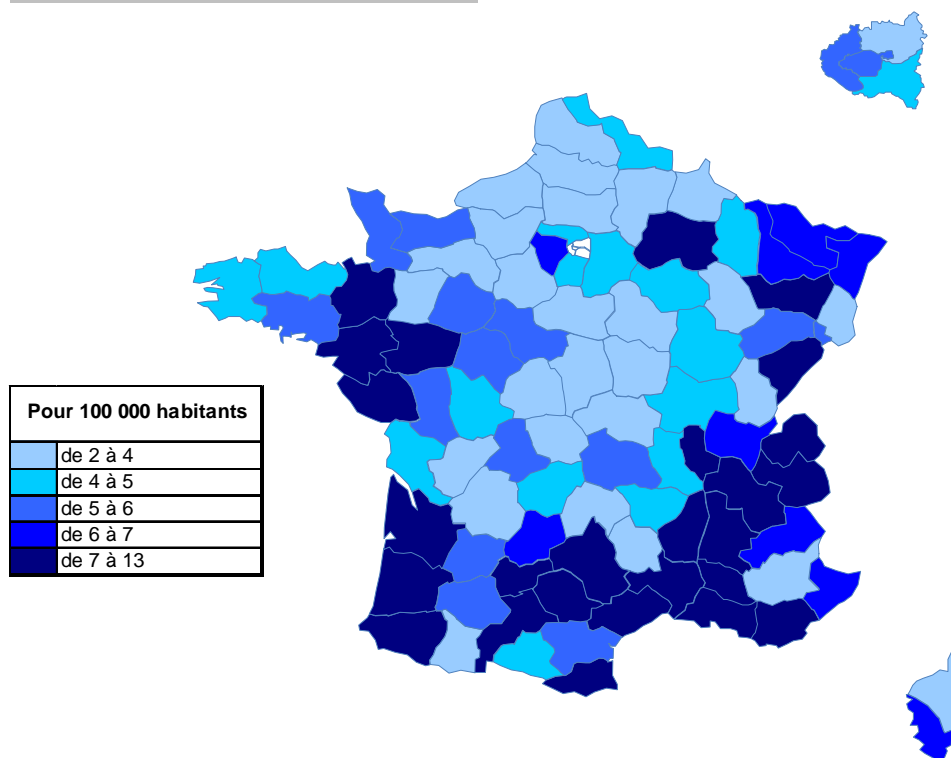 Pour 100 000 habitants
de 2 à 4
de 4 à 5
de 5 à 6
de 6 à 7
de 7 à 13